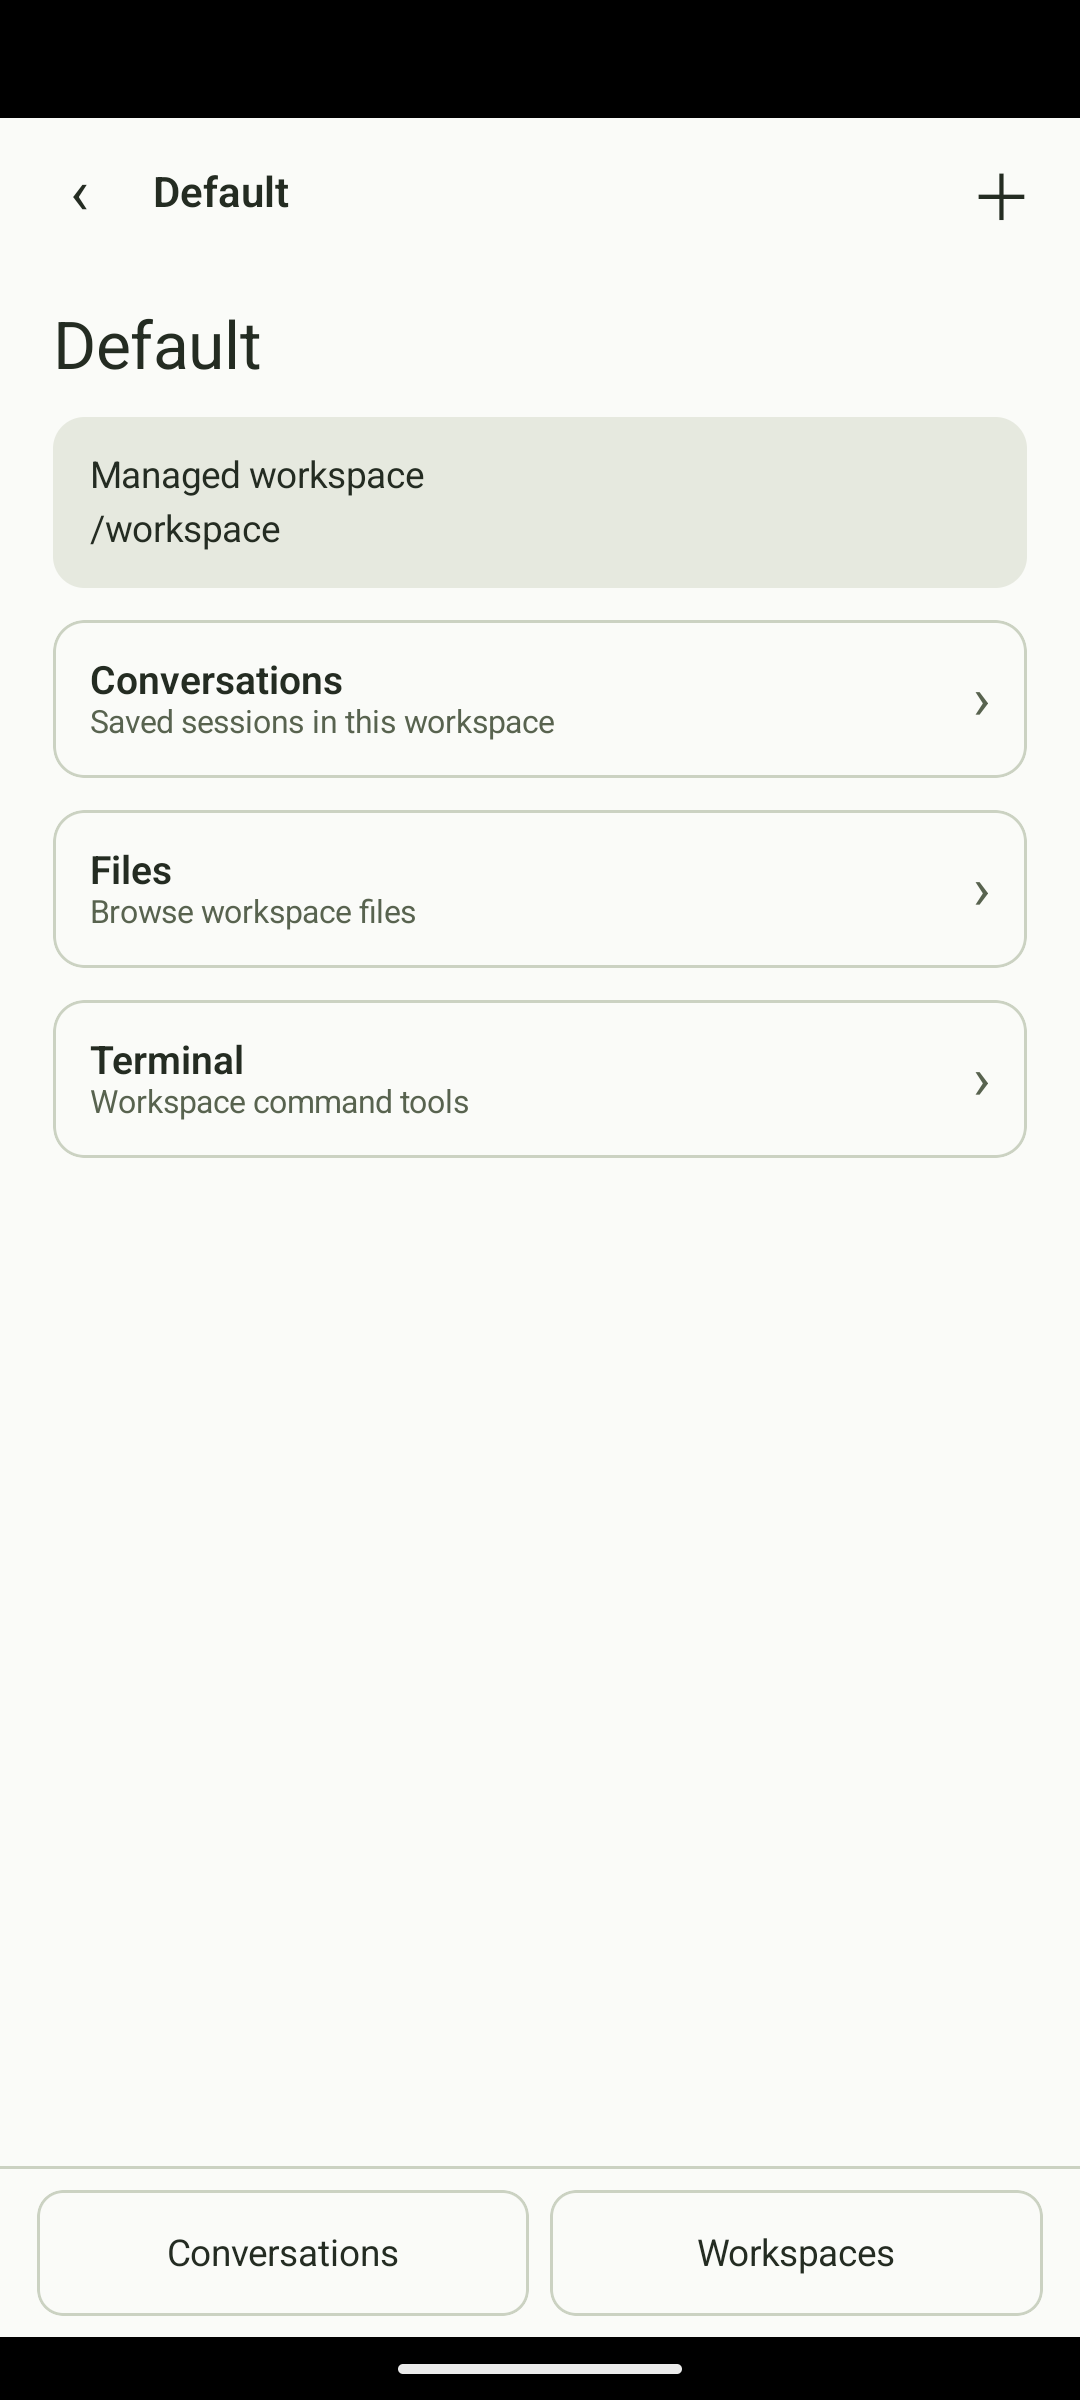 Default
Default
Managed workspace
/workspace
Conversations
Saved sessions in this workspace
Files
Browse workspace files
Terminal
Workspace command tools
Conversations
Workspaces